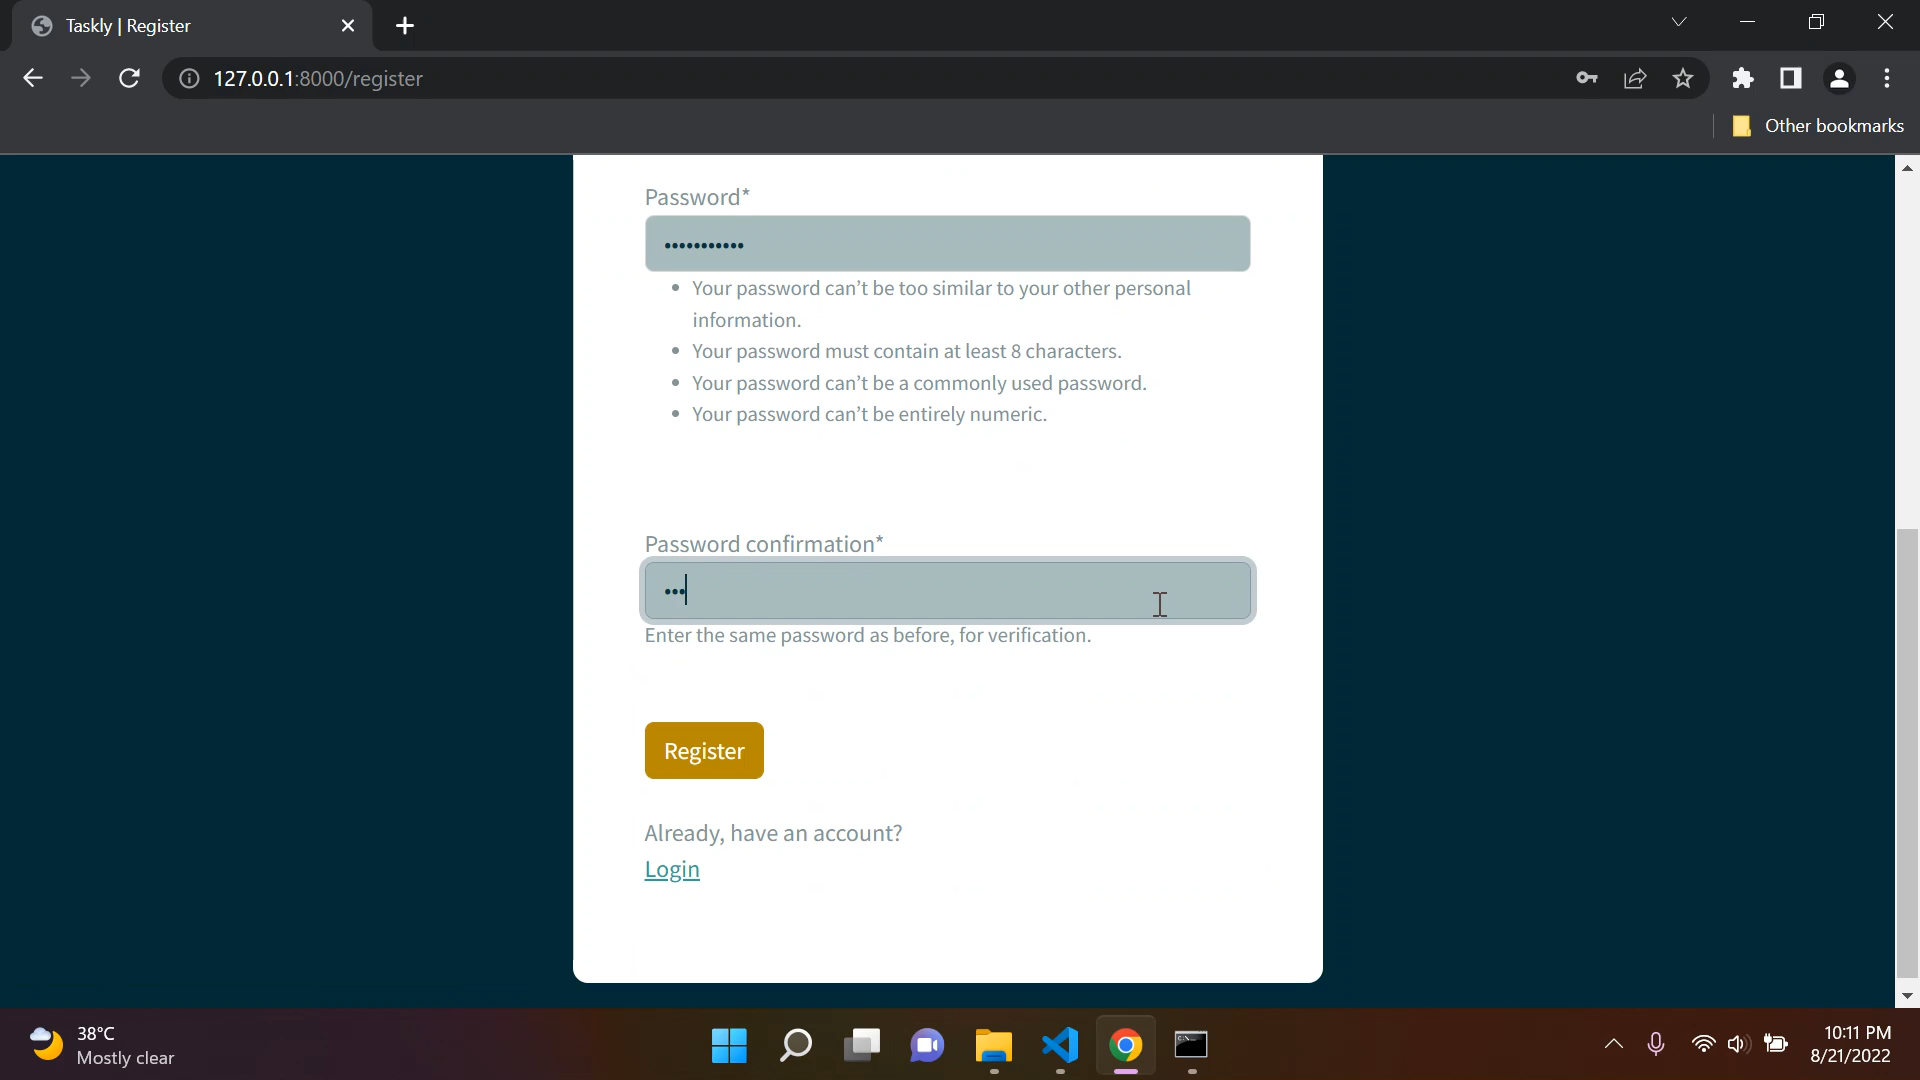 Taskly | Register
127.0.0.1:8000/register
Other bookmarks
Password*
•••••••••••
• Your password can’t be too similar to your other personal
information.
• Your password must contain at least 8 characters.
• Your password can’t be a commonly used password.
• Your password can’t be entirely numeric.
Password confirmation*
•••
Enter the same password as before, for verification.
Register
Already, have an account?
Login
38°C
Mostly clear
10:11 PM
8/21/2022